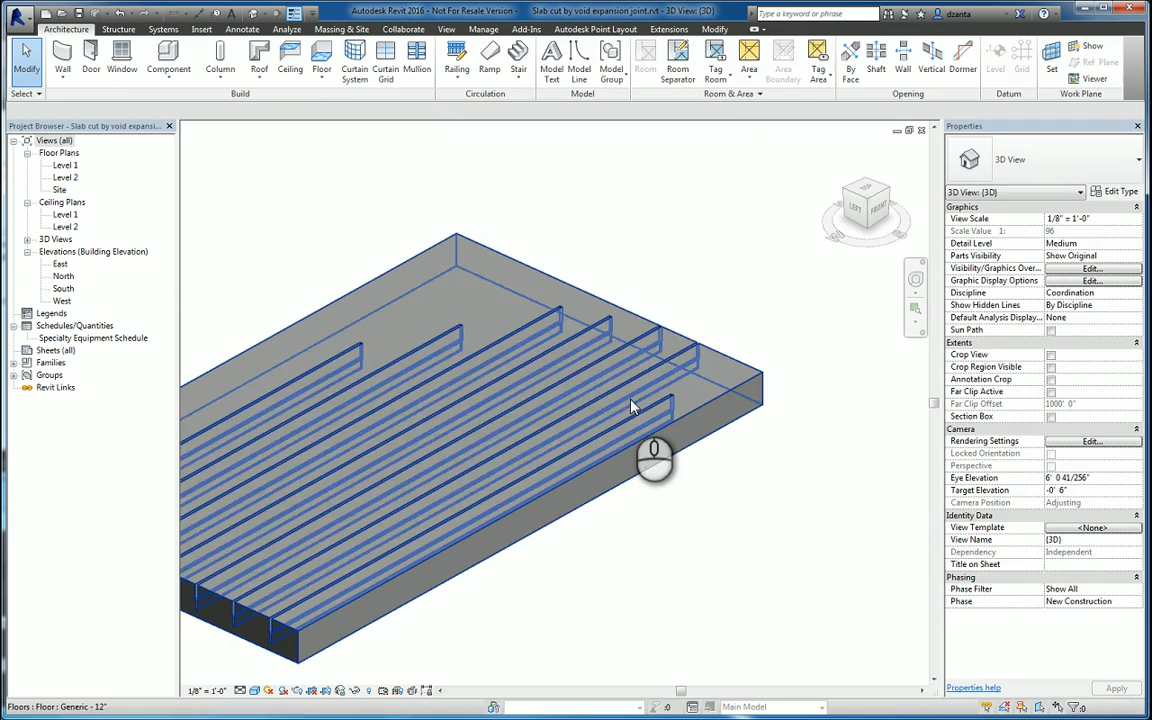 Autodesk Revit 2016 - Not For Resale Version - Slab cut by void expansion joint.rvt - 3D View: {3D}
Type a keyword or phrase
dzanta
Architecture Structure Systems Insert Annotate Analyze Massing & Site Collaborate View Manage Add-Ins Autodesk Point Layout Extensions Modify
Modify Wall Door Window Component Column Roof Ceiling Floor Curtain System Curtain Grid Mullion Railing Ramp Stair Model Text Model Line Model Group Room Room Separator Tag Room Area Area Boundary Tag Area By Face Shaft Wall Vertical Dormer Level Grid Set Show Ref Plane Viewer
Select Build Circulation Model Room & Area Opening Datum Work Plane
Project Browser - Slab cut by void expansi...
Views (all)
Floor Plans
Level 1
Level 2
Site
Ceiling Plans
Level 1
Level 2
3D Views
Elevations (Building Elevation)
East
North
South
West
Legends
Schedules/Quantities
Specialty Equipment Schedule
Sheets (all)
Families
Groups
Revit Links
TOP
LEFT
FRONT
Properties
3D View
3D View: {3D} Edit Type
Graphics
View Scale 1/8" = 1'-0"
Scale Value 1: 96
Detail Level Medium
Parts Visibility Show Original
Visibility/Graphics Over... Edit...
Graphic Display Options Edit...
Discipline Coordination
Show Hidden Lines By Discipline
Default Analysis Display... None
Sun Path
Extents
Crop View
Crop Region Visible
Annotation Crop
Far Clip Active
Far Clip Offset 1000' 0"
Section Box
Camera
Rendering Settings Edit...
Locked Orientation
Perspective
Eye Elevation 6' 0 41/256"
Target Elevation -0' 6"
Camera Position Adjusting
Identity Data
View Template <None>
View Name {3D}
Dependency Independent
Title on Sheet
Phasing
Phase Filter Show All
Phase New Construction
Properties help Apply
1/8" = 1'-0"
Floors : Floor : Generic - 12"
:0
Main Model
:0